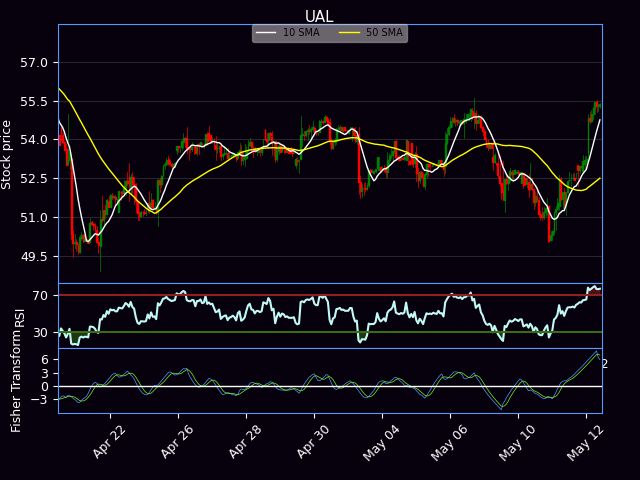 UAL
10 SMA
50 SMA
Stock price
57.0
55.5
54.0
52.5
51.0
49.5
RSI
70
30
Fisher Transform
6
3
0
−3
2
Apr 22
Apr 26
Apr 28
Apr 30
May 04
May 06
May 10
May 12